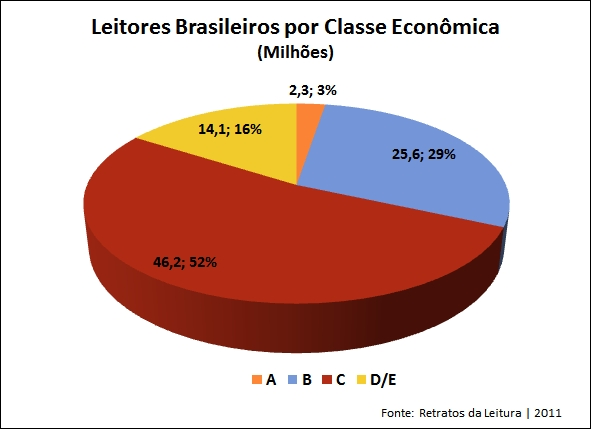 Leitores Brasileiros por Classe Econômica
(Milhões)
2,3; 3%
14,1; 16%
25,6; 29%
46,2; 52%
A B C D/E
Fonte: Retratos da Leitura | 2011